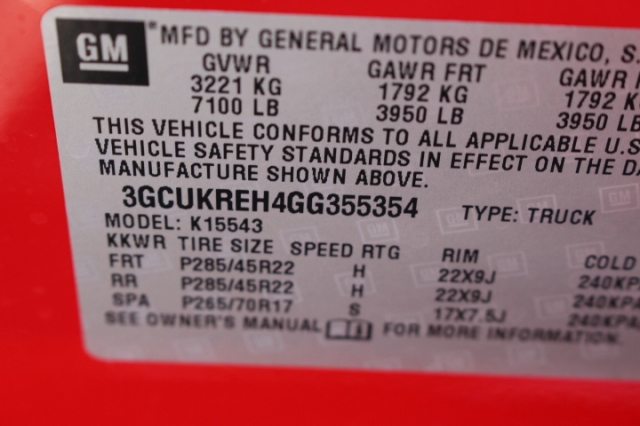 GM *MFD BY GENERAL MOTORS DE MEXICO, S.
GVWR GAWR FRT GAWR
3221 KG 1792 KG 1792 K
7100 LB 3950 LB 3950 L
THIS VEHICLE CONFORMS TO ALL APPLICABLE U.S
VEHICLE SAFETY STANDARDS IN EFFECT ON THE DA
MANUFACTURE SHOWN ABOVE.
3GCUKREH4GG355354 TYPE: TRUCK
MODEL: K15543
KKWR TIRE SIZE SPEED RTG RIM COLD
FRT P285/45R22 H 22X9J 240KP
RR P285/45R22 H 22X9J 240KPA
SPA P265/70R17 S 17X7.5J 240KPA
SEE OWNER'S MANUAL FOR MORE INFORMATION.